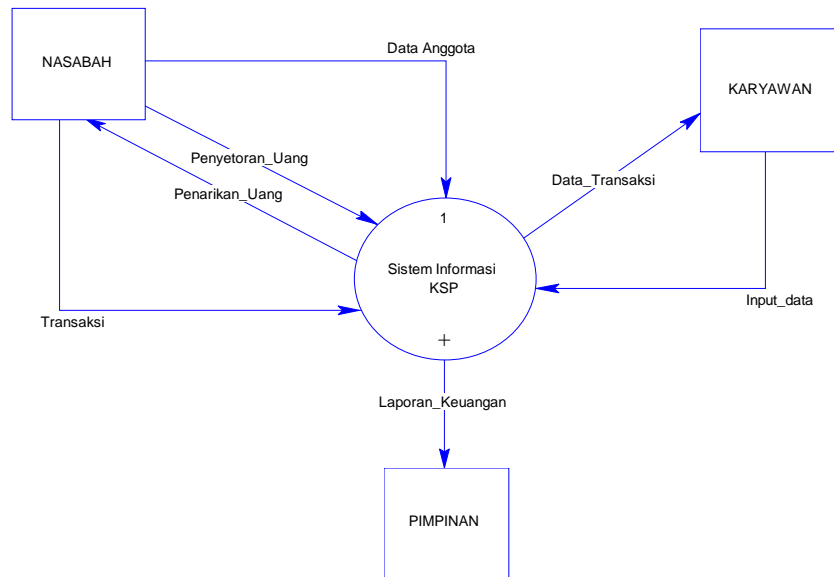 Data Anggota
NASABAH
KARYAWAN
Penyetoran_Uang
Penarikan_Uang
Data_Transaksi
1
Sistem Informasi
KSP
Transaksi
Input_data
+
Laporan_Keuangan
PIMPINAN